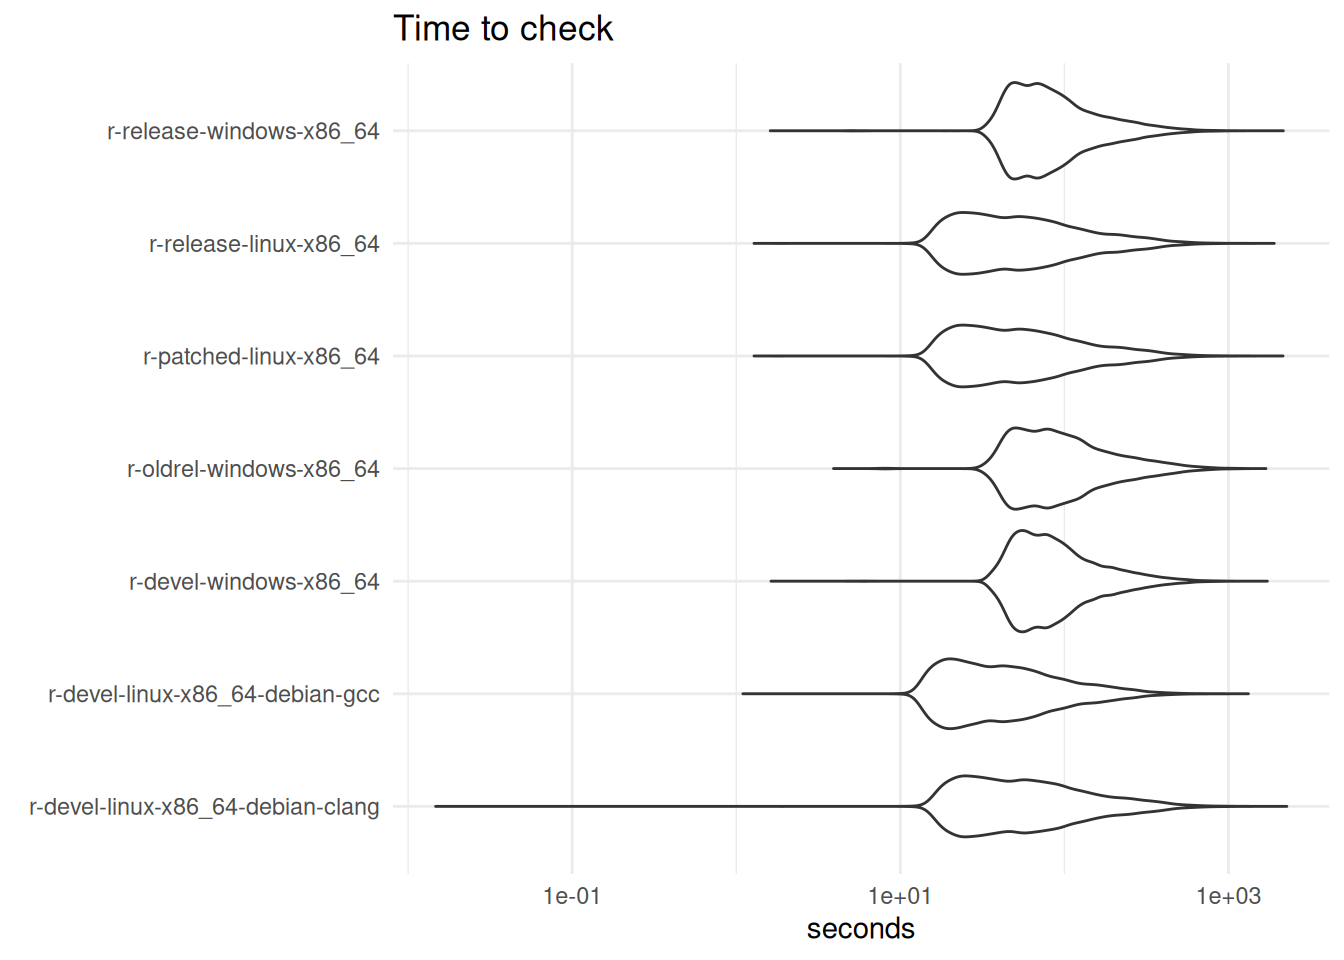 Time to check
r-release-windows-x86_64
r-release-linux-x86_64
r-patched-linux-x86_64
r-oldrel-windows-x86_64
r-devel-windows-x86_64
r-devel-linux-x86_64-debian-gcc
r-devel-linux-x86_64-debian-clang
1e-01 1e+01 1e+03
seconds